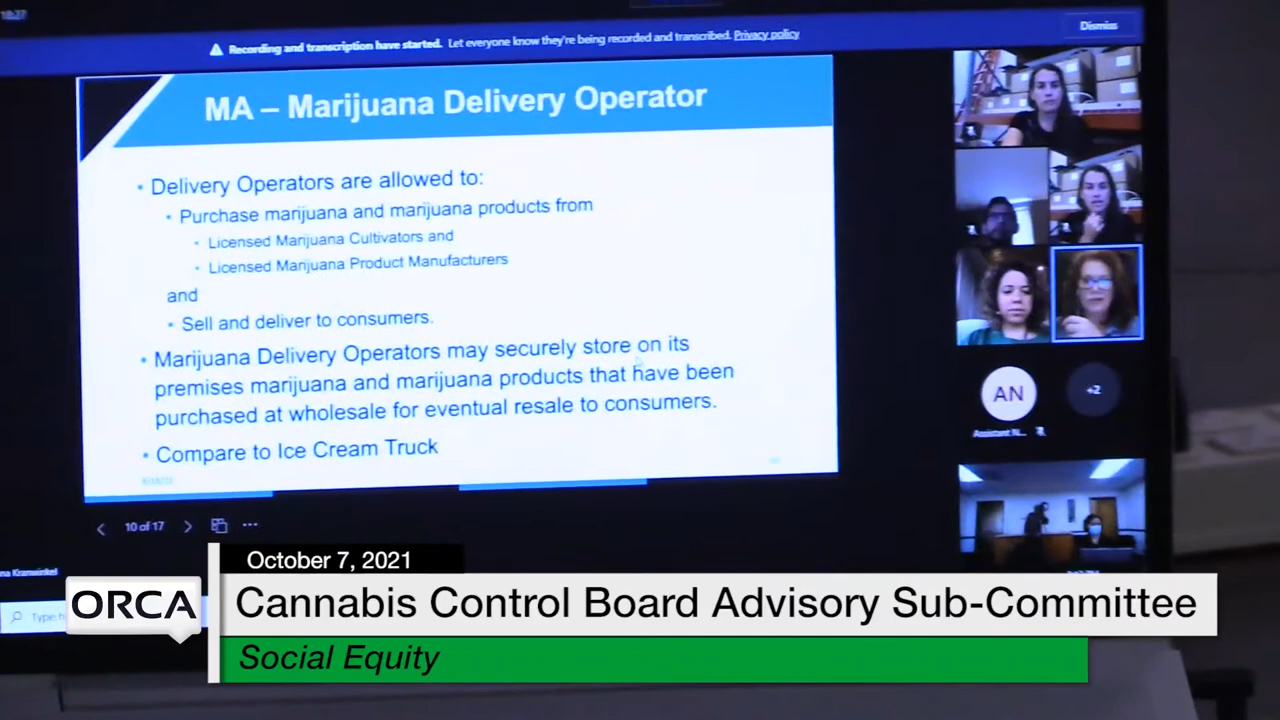 Recording and transcription have started. Let everyone know they're being recorded and transcribed. Privacy policy
Dismiss
MA – Marijuana Delivery Operator
• Delivery Operators are allowed to:
• Purchase marijuana and marijuana products from
• Licensed Marijuana Cultivators and
• Licensed Marijuana Product Manufacturers
and
• Sell and deliver to consumers.
• Marijuana Delivery Operators may securely store on its
premises marijuana and marijuana products that have been
purchased at wholesale for eventual resale to consumers.
• Compare to Ice Cream Truck
10 of 17
AN
+2
Assistant N...
na Kranwinkel
Type h
October 7, 2021
ORCA
Cannabis Control Board Advisory Sub-Committee
Social Equity